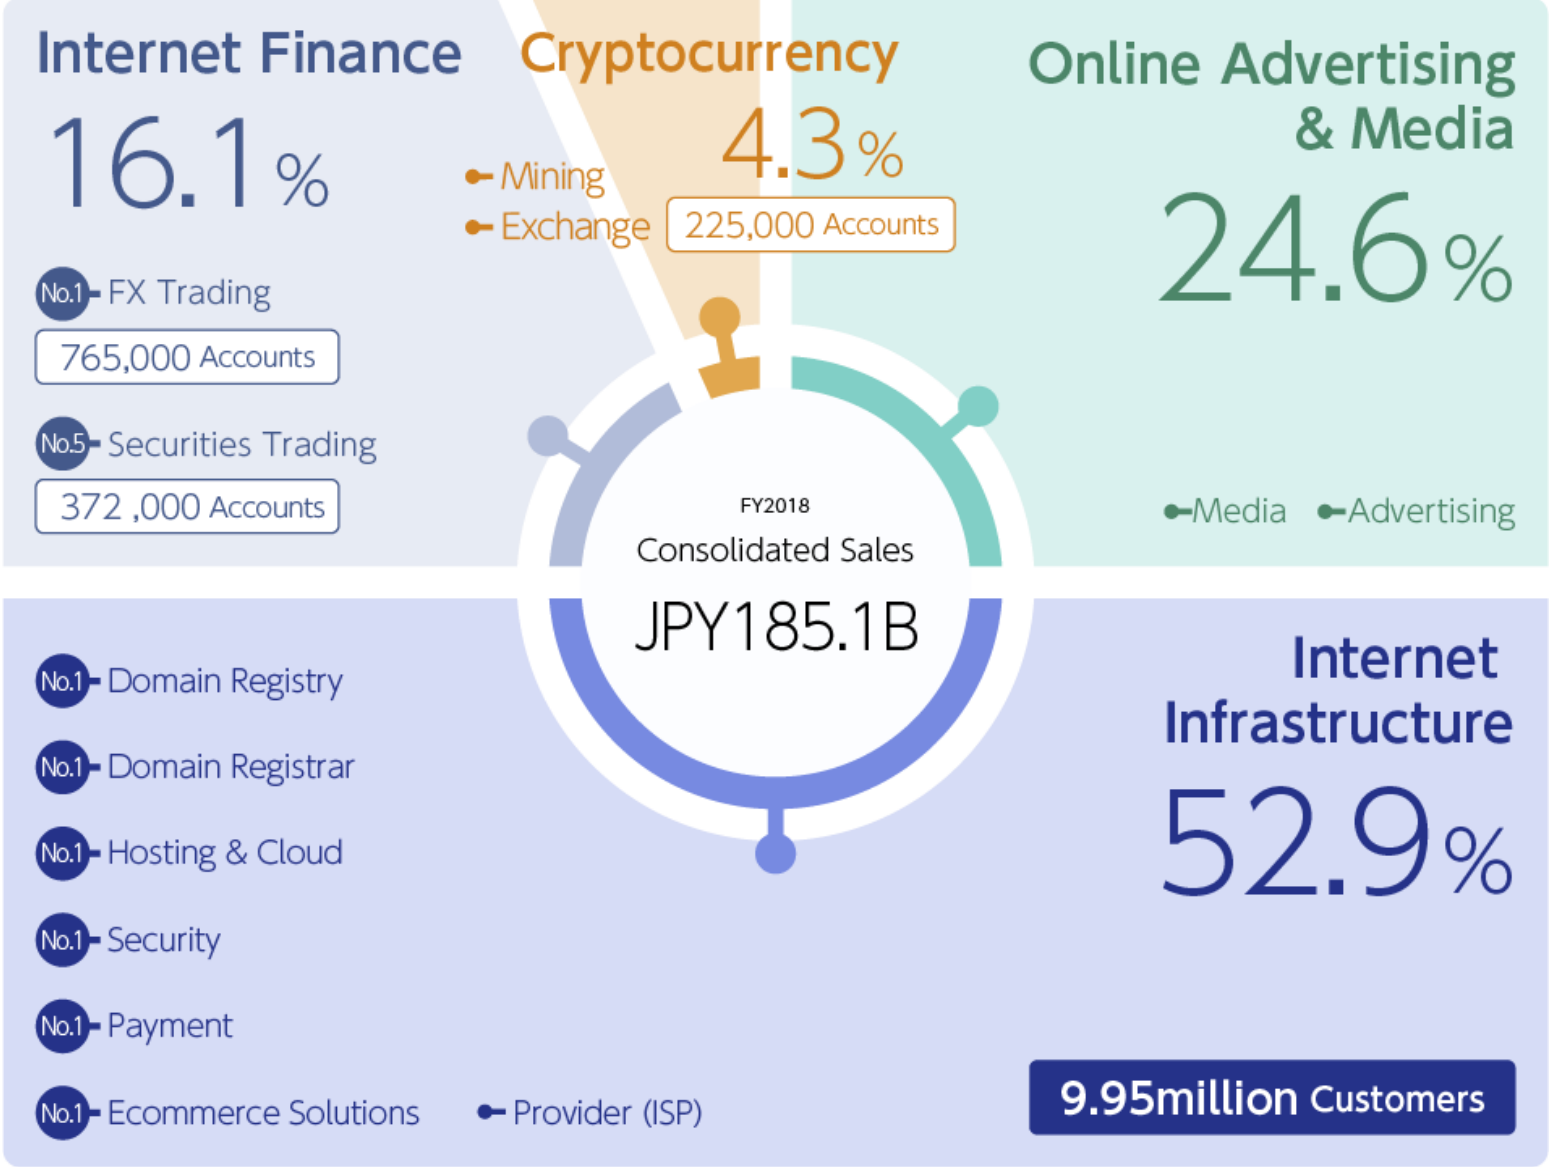 Internet Finance
16.1%
No.1 FX Trading
765,000 Accounts
No.5 Securities Trading
372 ,000 Accounts
Cryptocurrency
4.3%
Mining
Exchange 225,000 Accounts
Online Advertising
& Media
24.6%
Media Advertising
FY2018
Consolidated Sales
JPY185.1B
No.1 Domain Registry
No.1 Domain Registrar
No.1 Hosting & Cloud
No.1 Security
No.1 Payment
No.1 Ecommerce Solutions Provider (ISP)
Internet
Infrastructure
52.9%
9.95million Customers